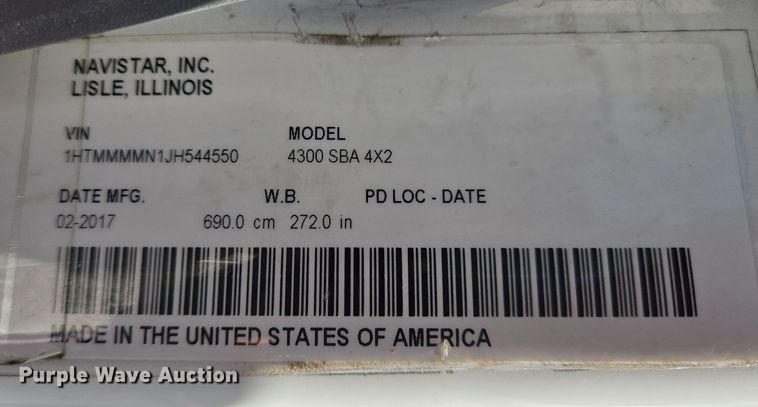 NAVISTAR, INC.
LISLE, ILLINOIS
VIN MODEL
1HTMMMMN1JH544550 4300 SBA 4X2
DATE MFG. W.B. PD LOC - DATE
02-2017 690.0 cm 272.0 in
MADE IN THE UNITED STATES OF AMERICA
Purple Wave Auction